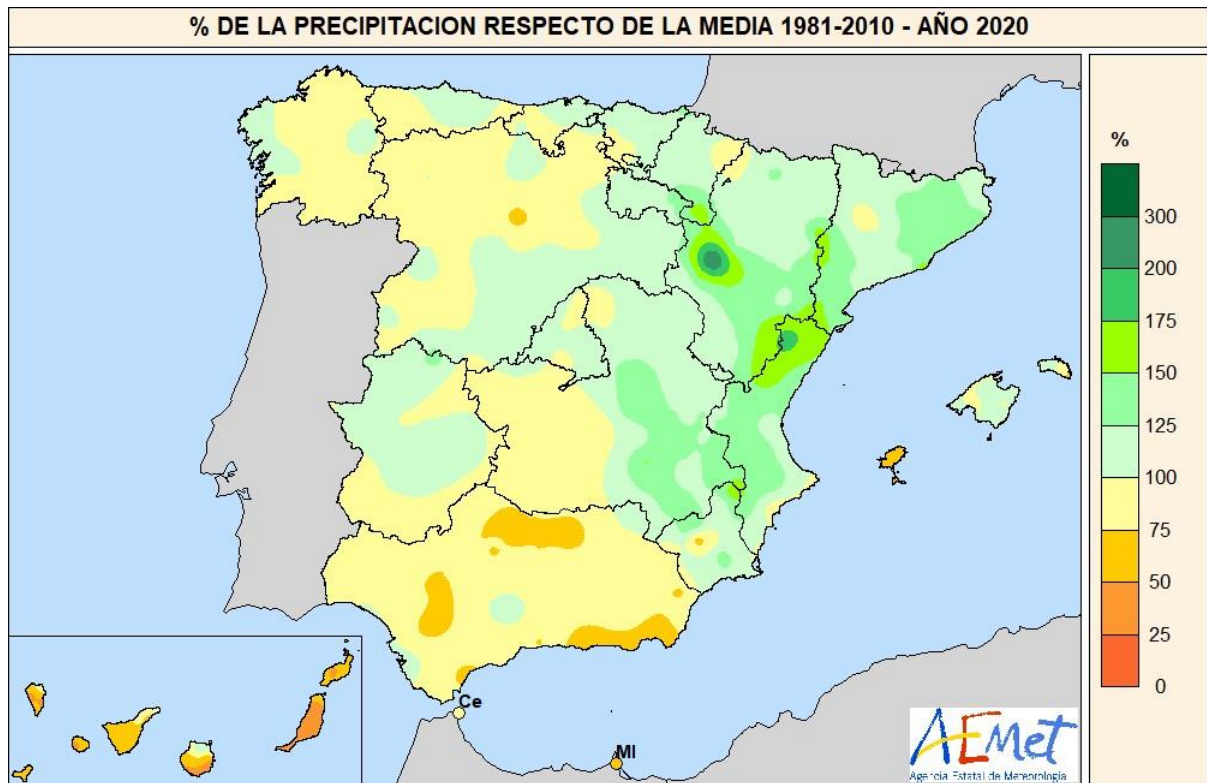 % DE LA PRECIPITACION RESPECTO DE LA MEDIA 1981-2010 - AÑO 2020
%
300
200
175
150
125
100
75
50
25
0
Ce
Ml
AEMet
Agencia Estatal de Meteorología